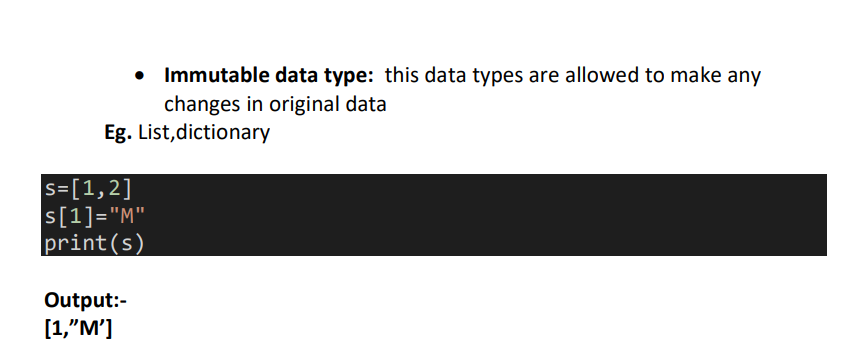 • Immutable data type: this data types are allowed to make any
changes in original data
Eg. List,dictionary
s=[1,2]
s[1]="M"
print(s)
Output:-
[1,”M’]